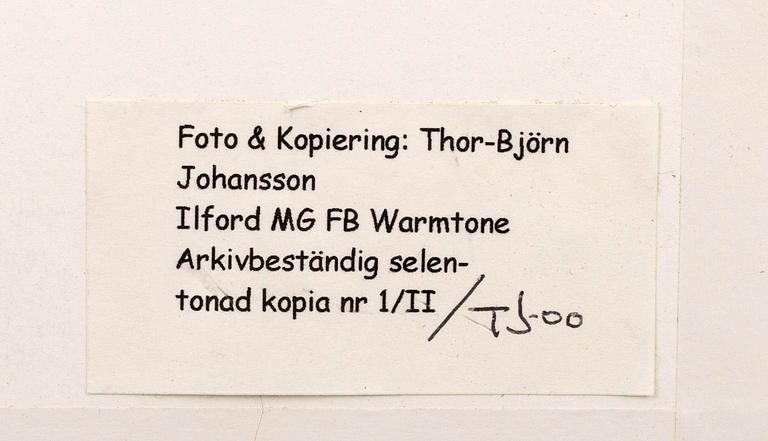 Foto & Kopiering: Thor-Björn
Johansson
Ilford MG FB Warmtone
Arkivbeständig selen-
tonad kopia nr 1/II / TJ-00